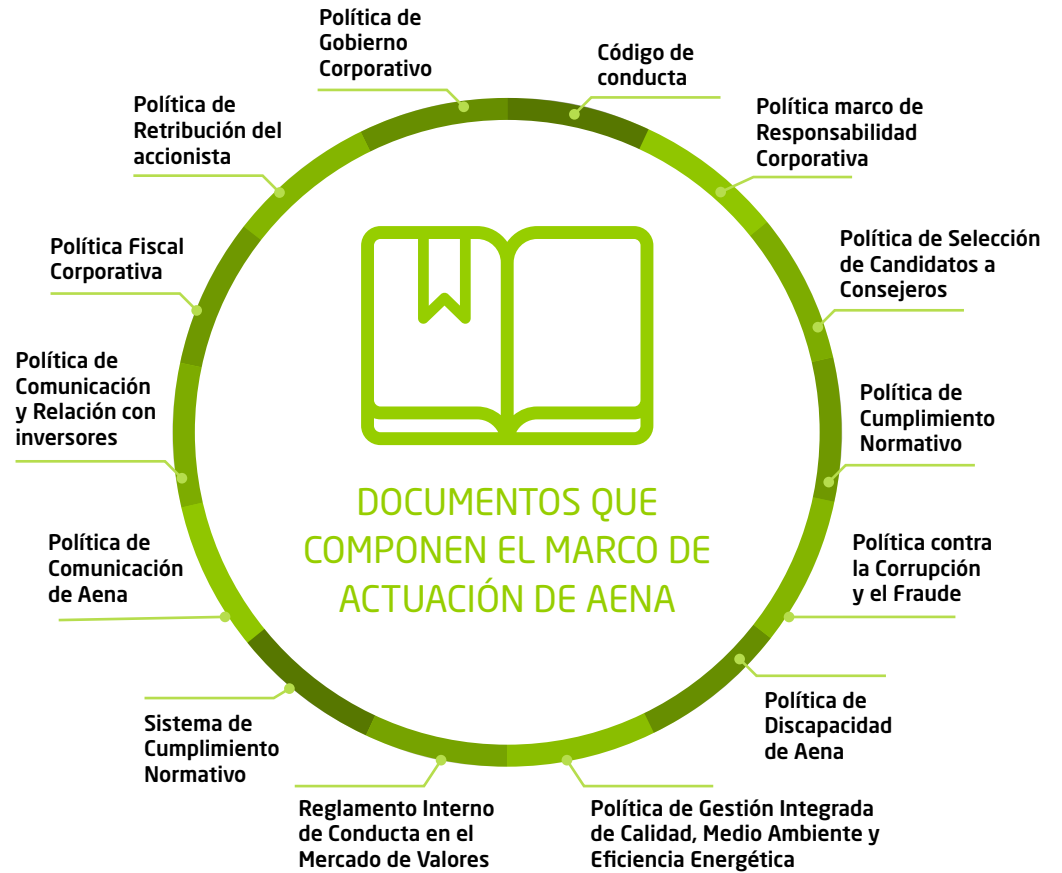 Política de
Gobierno
Corporativo
Código de
conducta
Política marco de
Responsabilidad
Corporativa
Política de Selección
de Candidatos a
Consejeros
Política de
Cumplimiento
Normativo
Política contra
la Corrupción
y el Fraude
Política de
Discapacidad
de Aena
Política de Gestión Integrada
de Calidad, Medio Ambiente y
Eficiencia Energética
Reglamento Interno
de Conducta en el
Mercado de Valores
Sistema de
Cumplimiento
Normativo
Política de
Comunicación
de Aena
Política de
Comunicación
y Relación con
inversores
Política Fiscal
Corporativa
Política de
Retribución del
accionista
DOCUMENTOS QUE
COMPONEN EL MARCO DE
ACTUACIÓN DE AENA